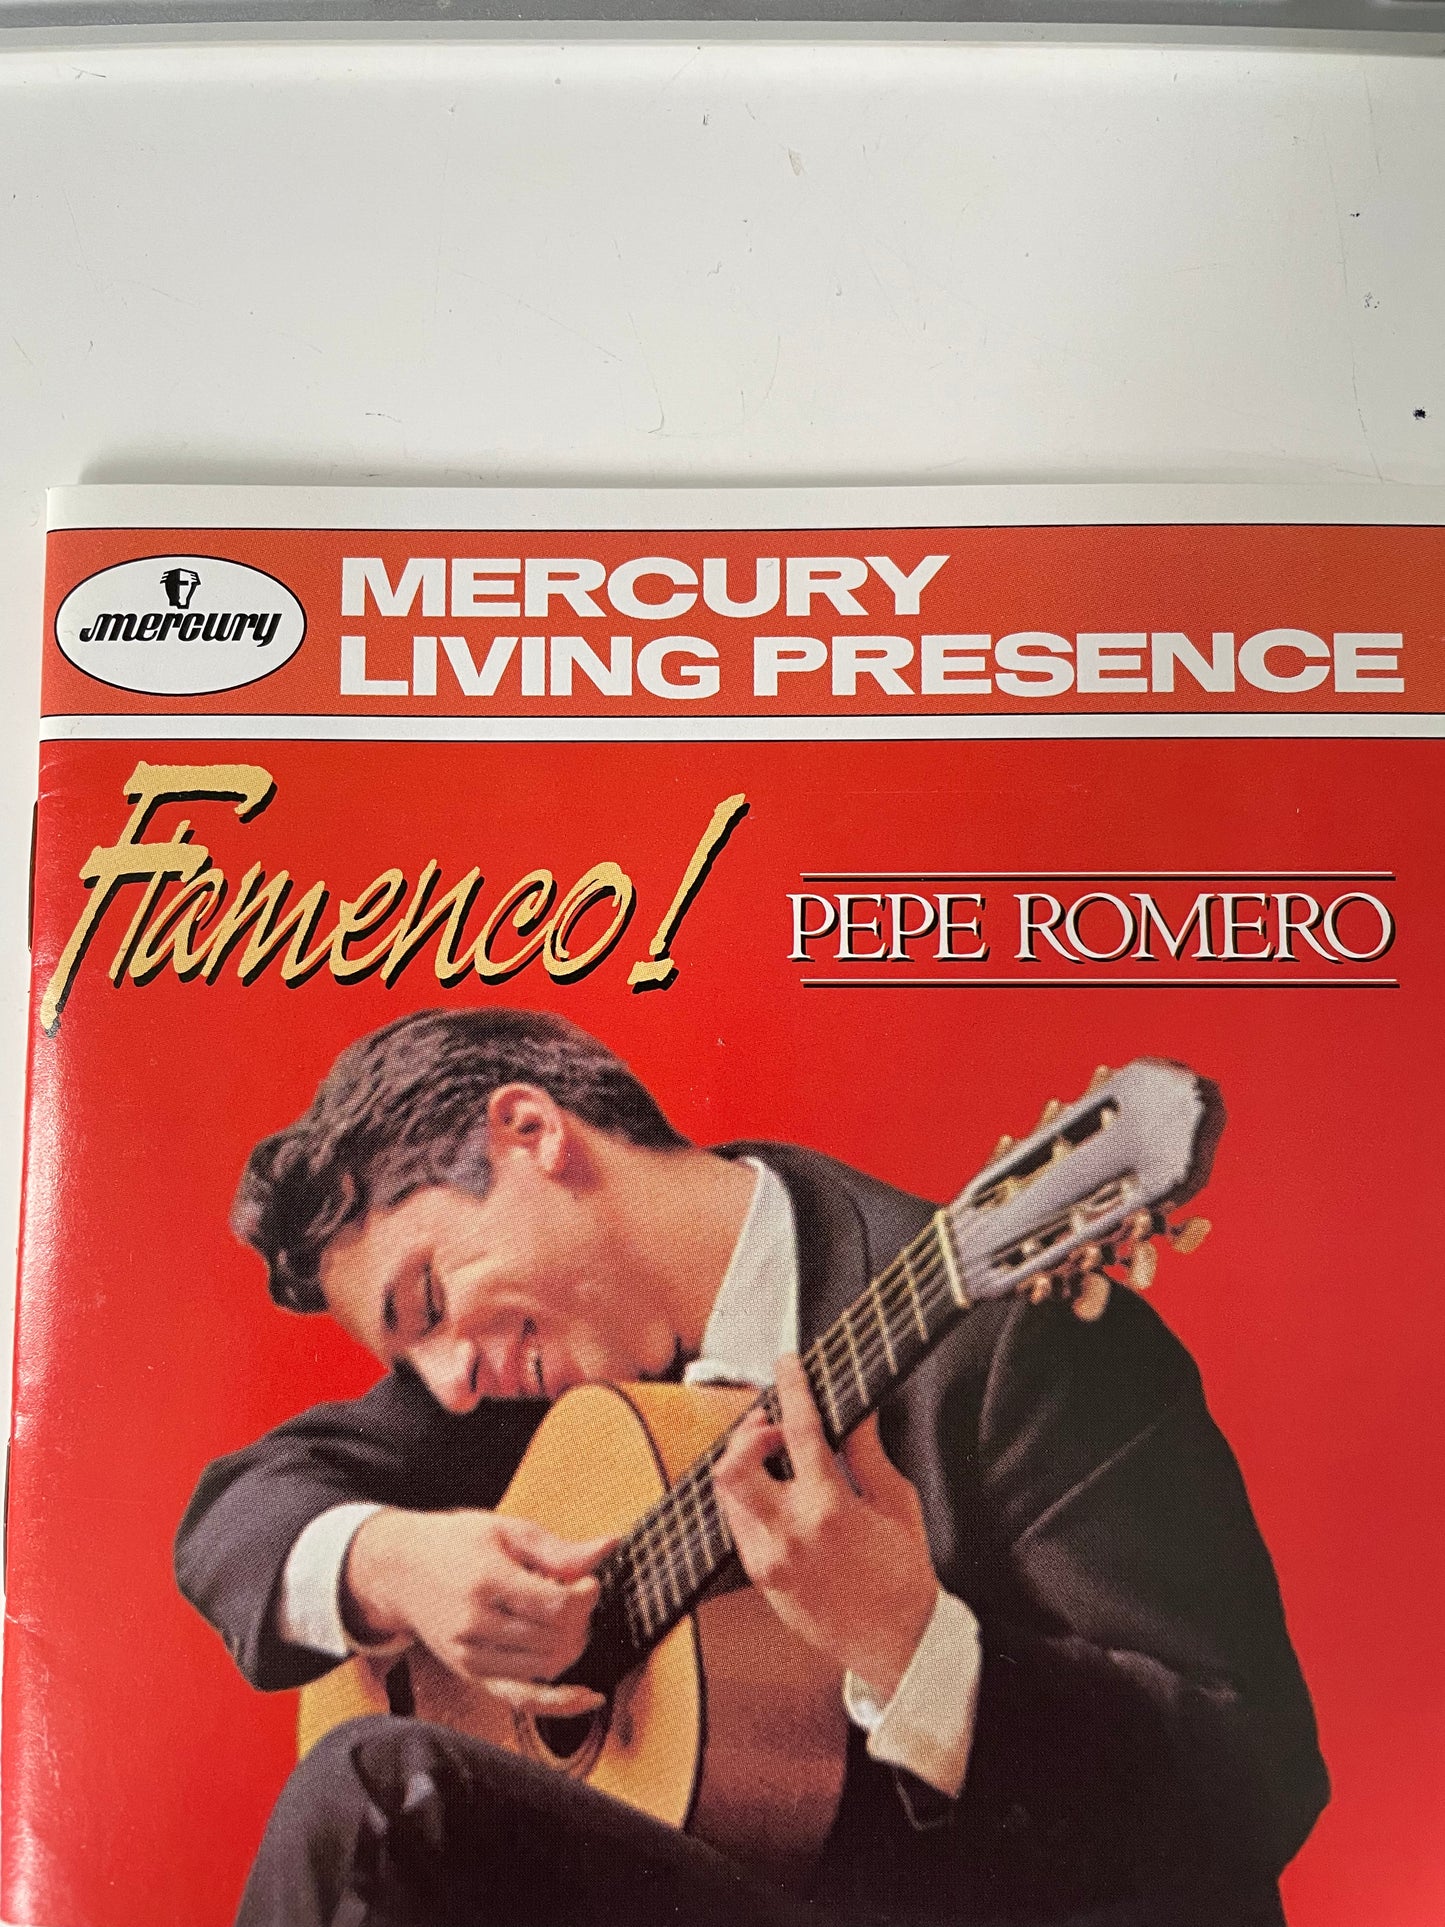 mercury
MERCURY
LIVING PRESENCE
Flamenco!
PEPE ROMERO